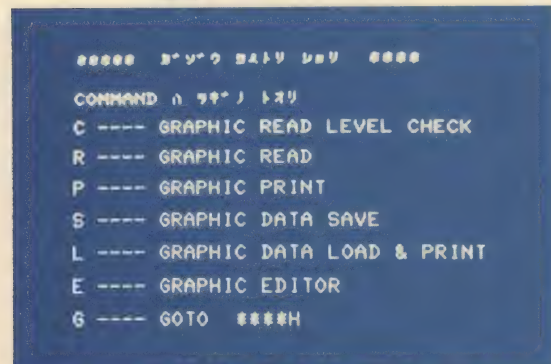 ***** ガゾウ ヨミトリ ショリ ****
COMMAND ハ ツギノ トオリ
C ---- GRAPHIC READ LEVEL CHECK
R ---- GRAPHIC READ
P ---- GRAPHIC PRINT
S ---- GRAPHIC DATA SAVE
L ---- GRAPHIC DATA LOAD & PRINT
E ---- GRAPHIC EDITOR
G ---- GOTO ****H